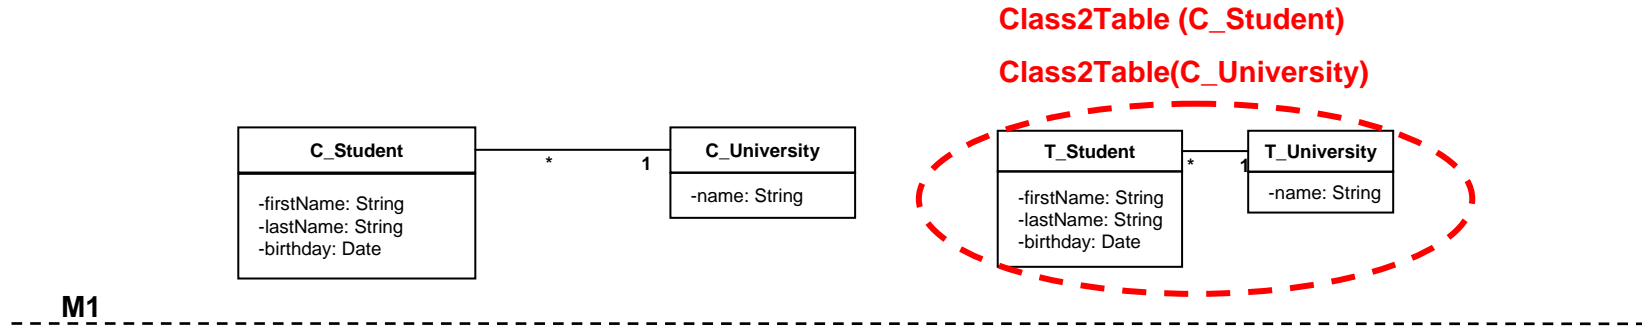 Class2Table (C_Student)
Class2Table(C_University)
C_Student
-firstName: String
-lastName: String
-birthday: Date
*
1
C_University
-name: String
T_Student
-firstName: String
-lastName: String
-birthday: Date
*
1
T_University
-name: String
M1